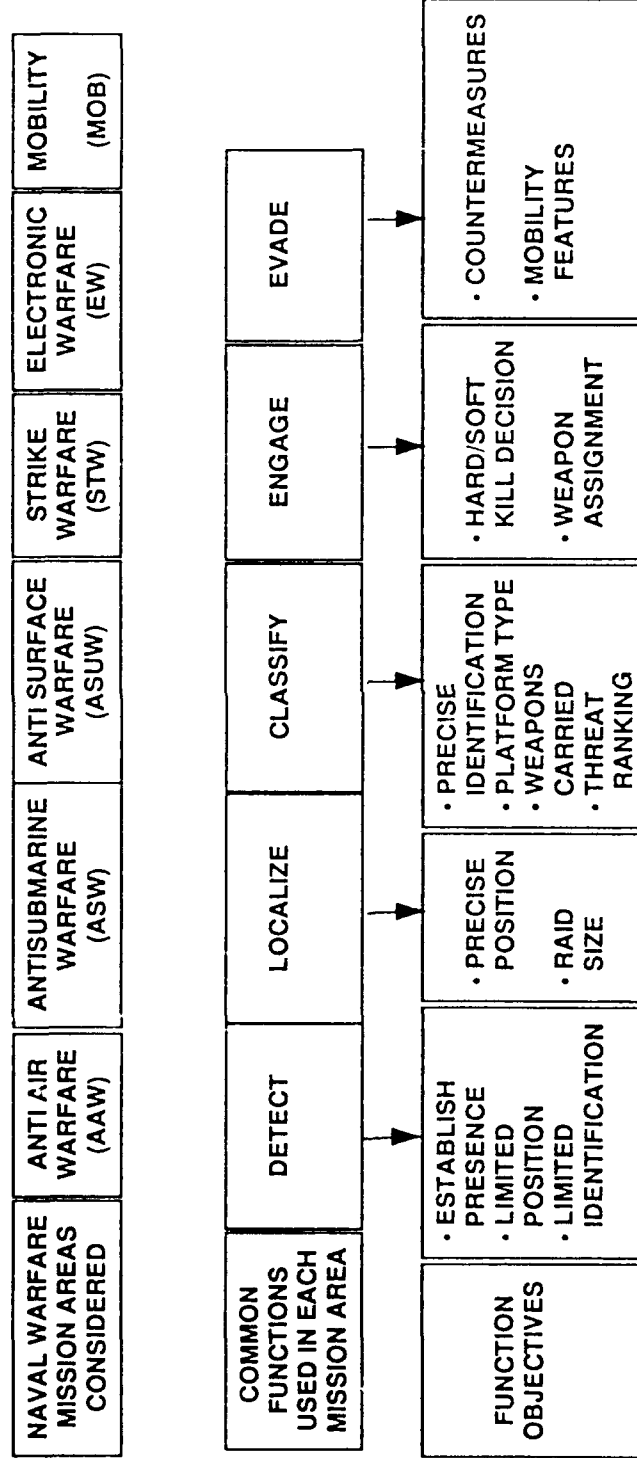 NAVAL WARFARE
MISSION AREAS
CONSIDERED
ANTI AIR
WARFARE
(AAW)
ANTISUBMARINE
WARFARE
(ASW)
ANTI SURFACE
WARFARE
(ASUW)
STRIKE
WARFARE
(STW)
ELECTRONIC
WARFARE
(EW)
MOBILITY
(MOB)
COMMON
FUNCTIONS
USED IN EACH
MISSION AREA
DETECT
LOCALIZE
CLASSIFY
ENGAGE
EVADE
FUNCTION
OBJECTIVES
• ESTABLISH
PRESENCE
• LIMITED
POSITION
• LIMITED
IDENTIFICATION
• PRECISE
POSITION
• RAID
SIZE
• PRECISE
IDENTIFICATION
• PLATFORM TYPE
• WEAPONS
CARRIED
• THREAT
RANKING
• HARD/SOFT
KILL DECISION
• WEAPON
ASSIGNMENT
• COUNTERMEASURES
• MOBILITY
FEATURES